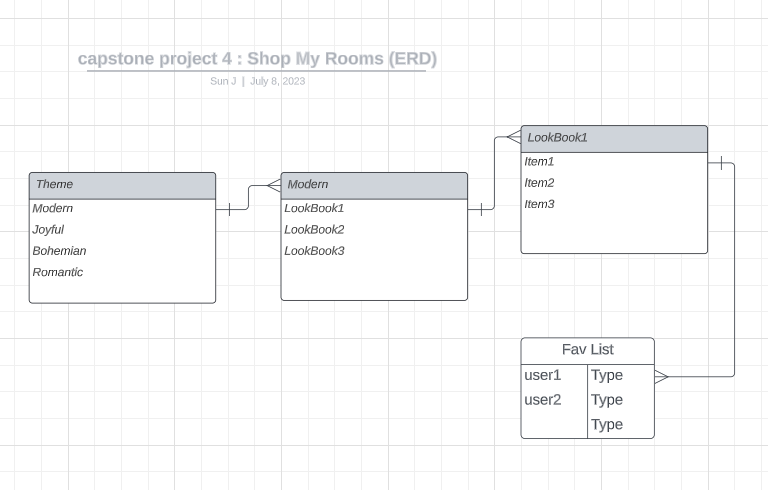 capstone project 4 : Shop My Rooms (ERD)
Sun J | July 8, 2023
Theme
Modern
Joyful
Bohemian
Romantic
Modern
LookBook1
LookBook2
LookBook3
LookBook1
Item1
Item2
Item3
Fav List
user1 Type
user2 Type
Type